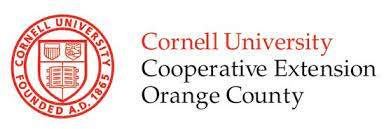 CORNELL UNIVERSITY
FOUNDED A.D. 1865
Cornell University
Cooperative Extension
Orange County